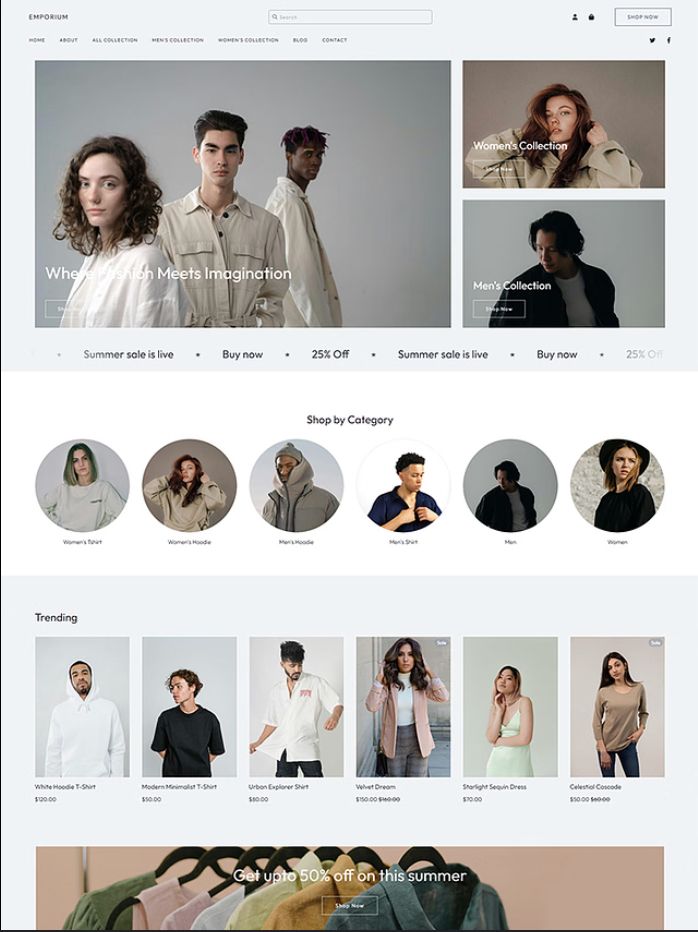 EMPORIUM
Search
SHOP NOW
HOME ABOUT ALL COLLECTION MEN'S COLLECTION WOMEN'S COLLECTION BLOG CONTACT
Where Fashion Meets Imagination
Women's Collection
Shop Now
Men's Collection
Shop Now
Summer sale is live * Buy now * 25% Off * Summer sale is live * Buy now * 25% Off
Shop by Category
Women's Tshirt
Women's Hoodie
Men's Hoodie
Men's Shirt
Men
Women
Trending
Sale
Sale
White Hoodie T-Shirt
$120.00
Modern Minimalist T-Shirt
$50.00
Urban Explorer Shirt
$80.00
Velvet Dream
$150.00 $160.00
Starlight Sequin Dress
$70.00
Celestial Cascade
$50.00 $60.00
Get upto 50% off on this summer
Shop Now